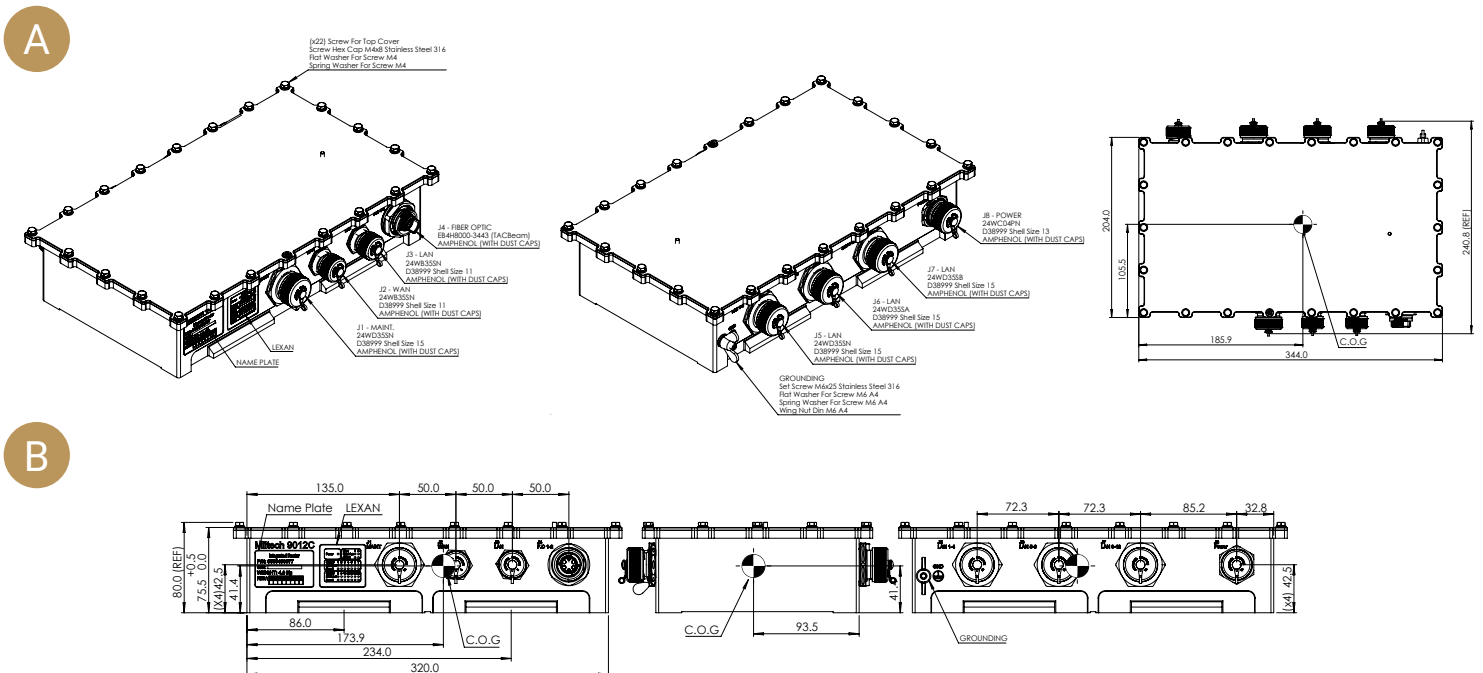 A
(x22) Screw For Top Cover
Screw Hex Cap M4x8 Stainless Steel 316
Flat Washer For Screw M4
Spring Washer For Screw M4
J4 - FIBER OPTIC
EB4H8000-3443 (TACBeam)
AMPHENOL (WITH DUST CAPS)
J3 - LAN
24WB35SN
D38999 Shell Size 11
AMPHENOL (WITH DUST CAPS)
J2 - WAN
24WB35SN
D38999 Shell Size 11
AMPHENOL (WITH DUST CAPS)
J1 - MAINT.
24WD35SN
D38999 Shell Size 15
AMPHENOL (WITH DUST CAPS)
LEXAN
NAME PLATE
J8 - POWER
24WC04PN
D38999 Shell Size 13
AMPHENOL (WITH DUST CAPS)
J7 - LAN
24WD35SB
D38999 Shell Size 15
AMPHENOL (WITH DUST CAPS)
J6 - LAN
24WD35SA
D38999 Shell Size 15
AMPHENOL (WITH DUST CAPS)
J5 - LAN
24WD35SN
D38999 Shell Size 15
AMPHENOL (WITH DUST CAPS)
GROUNDING
Set Screw M6x25 Stainless Steel 316
Flat Washer For Screw M6 A4
Spring Washer For Screw M6 A4
Wing Nut Din M6 A4
204.0
105.5
240.8 (REF)
185.9
C.O.G
344.0
B
135.0
50.0
50.0
50.0
Name Plate
LEXAN
Miltech 9012C
Integrated Router
80.0 (REF)
+0.5
75.5 0.0
(X4) 42.5
41.4
86.0
173.9
C.O.G
234.0
320.0
C.O.G
93.5
41.4
72.3
72.3
85.2
32.8
LAN 1-4
GND
(x4) 42.5
GROUNDING